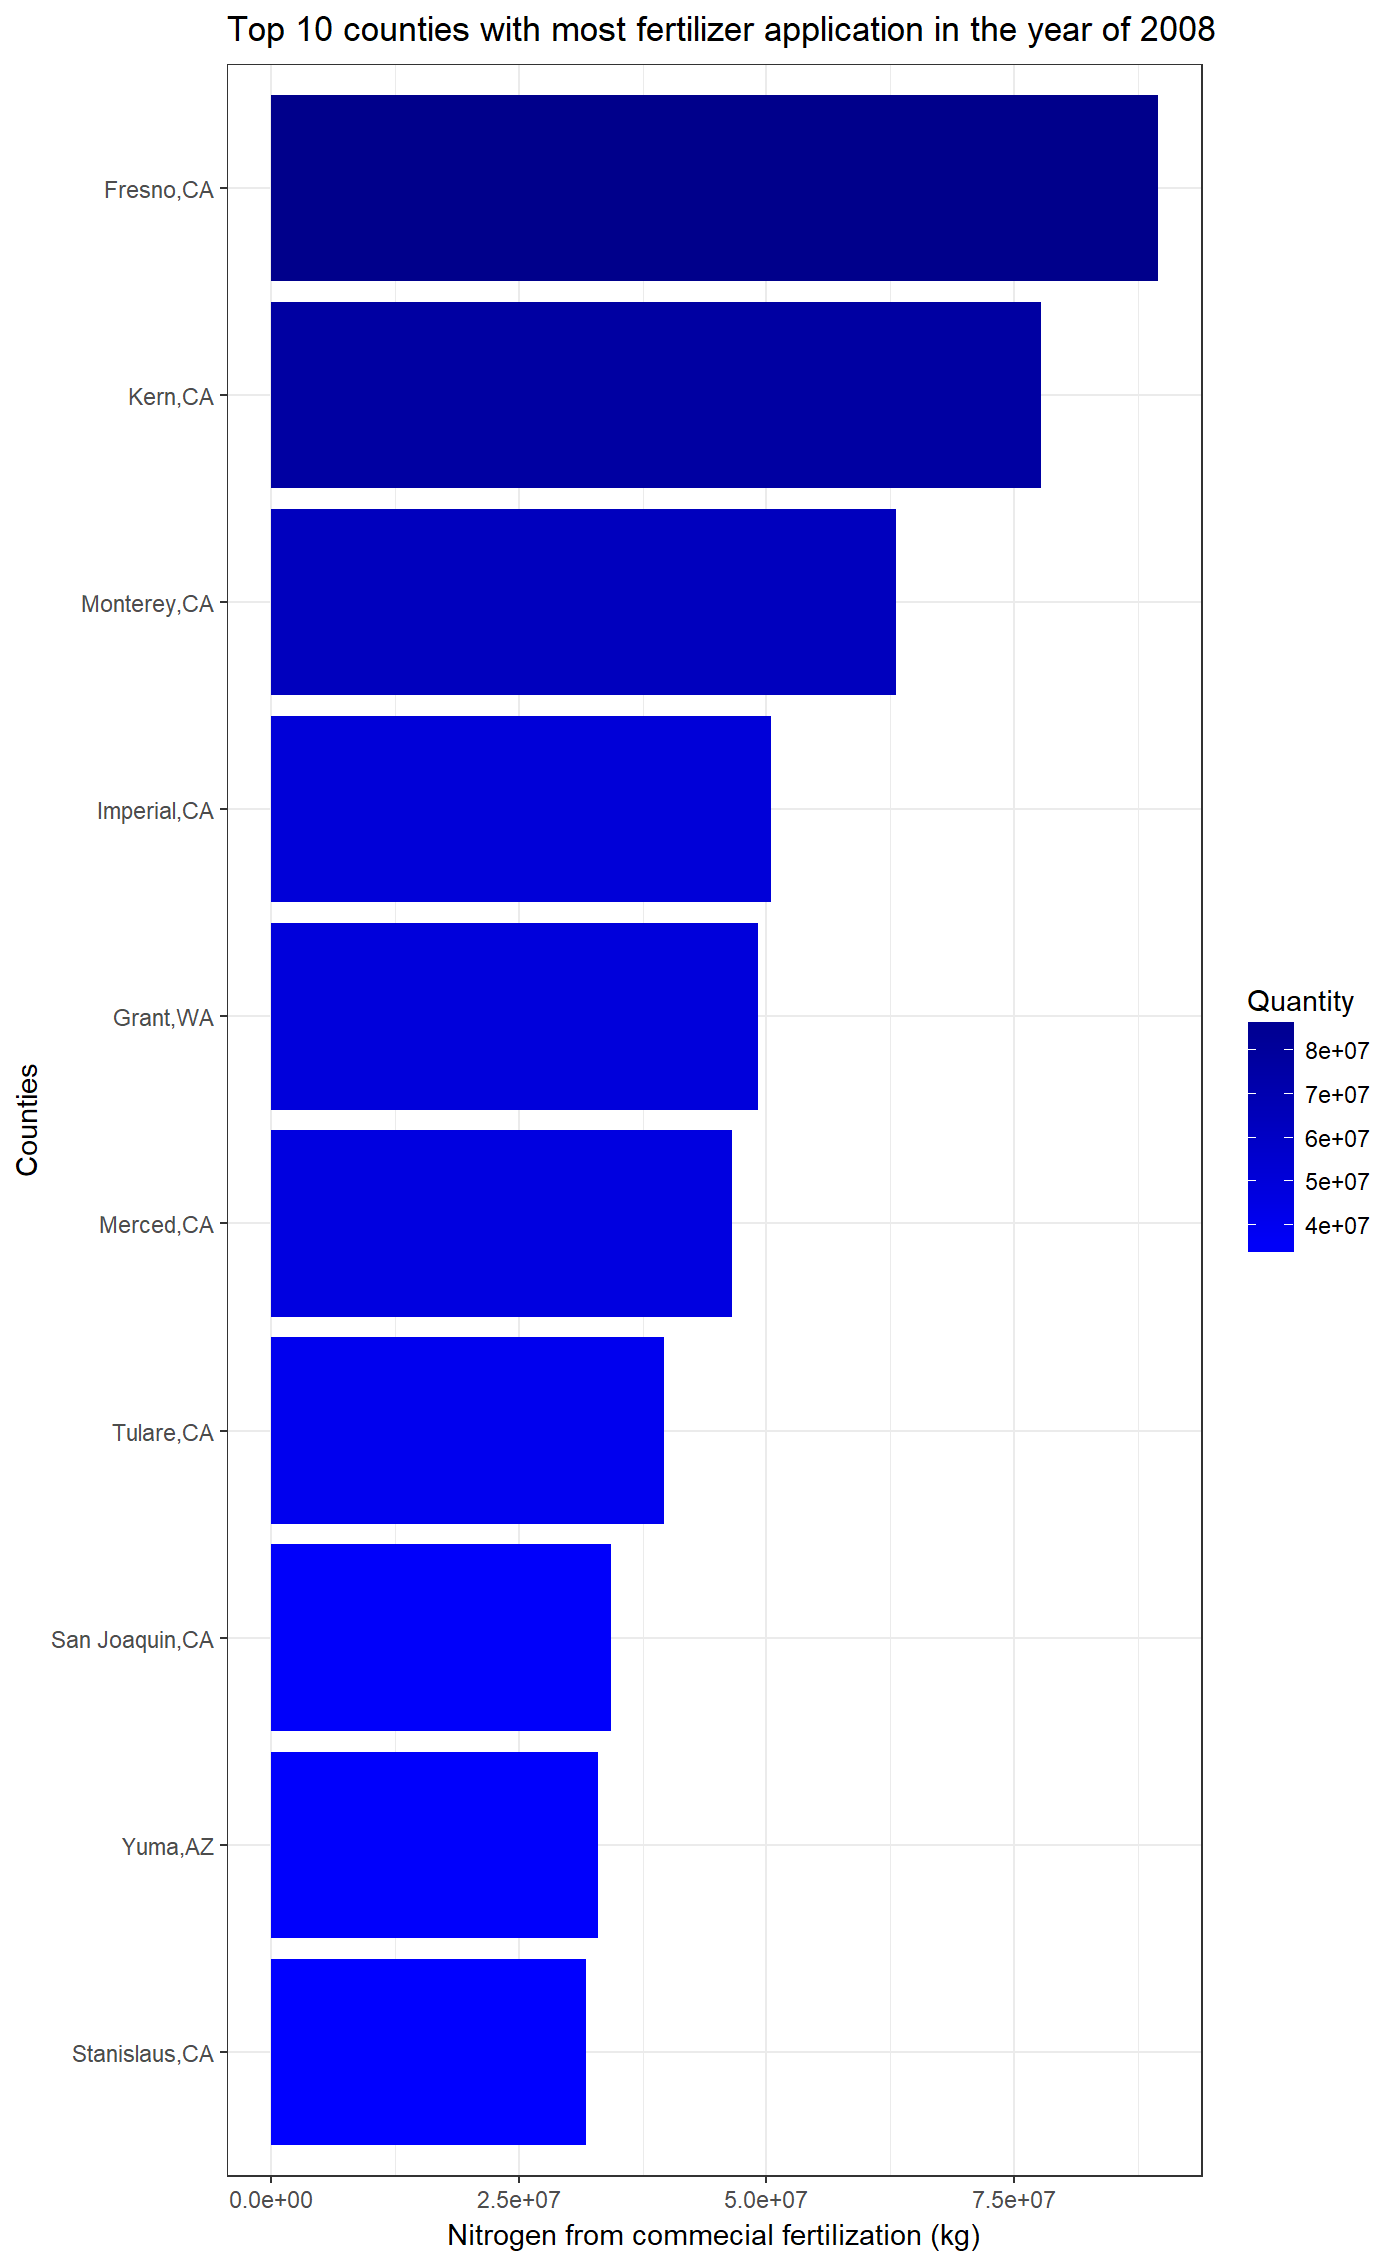 Top 10 counties with most fertilizer application in the year of 2008
Fresno,CA
Kern,CA
Monterey,CA
Imperial,CA
Grant,WA
Merced,CA
Tulare,CA
San Joaquin,CA
Yuma,AZ
Stanislaus,CA
Counties
0.0e+00 2.5e+07 5.0e+07 7.5e+07
Nitrogen from commecial fertilization (kg)
Quantity
8e+07
7e+07
6e+07
5e+07
4e+07